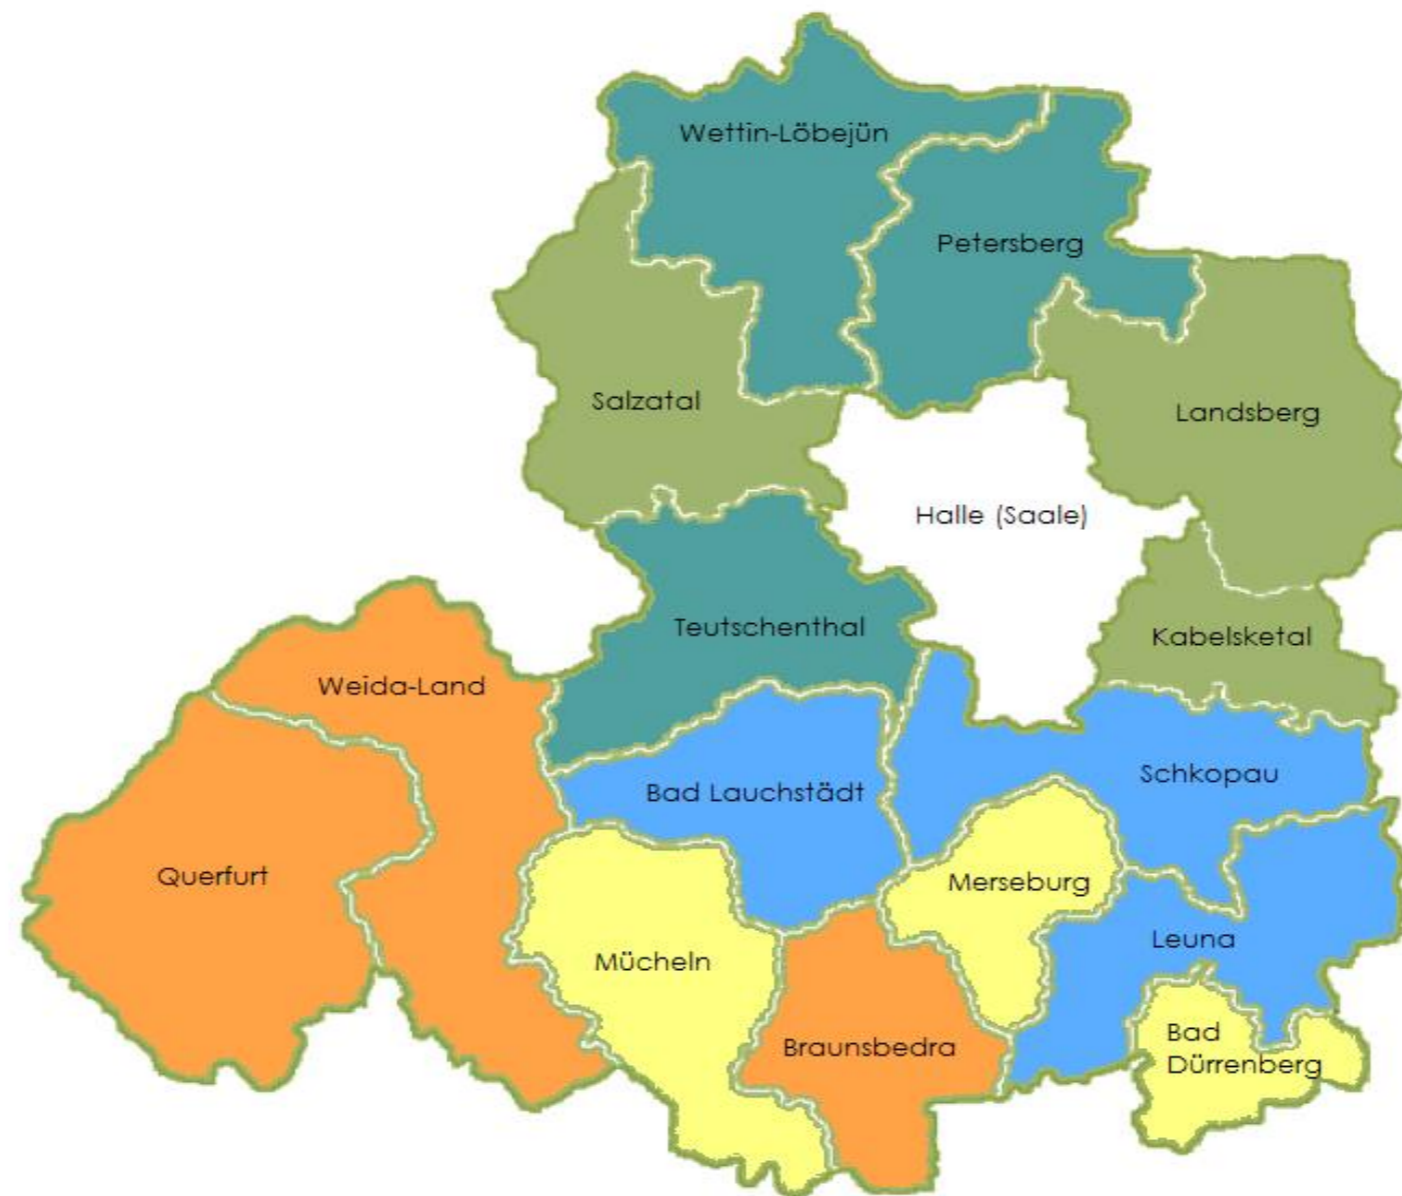 Wettin-Löbejün
Petersberg
Salzatal
Landsberg
Halle (Saale)
Teutschenthal
Kabelsketal
Weida-Land
Schkopau
Bad Lauchstädt
Querfurt
Merseburg
Leuna
Mücheln
Braunsbedra
Bad
Dürrenberg